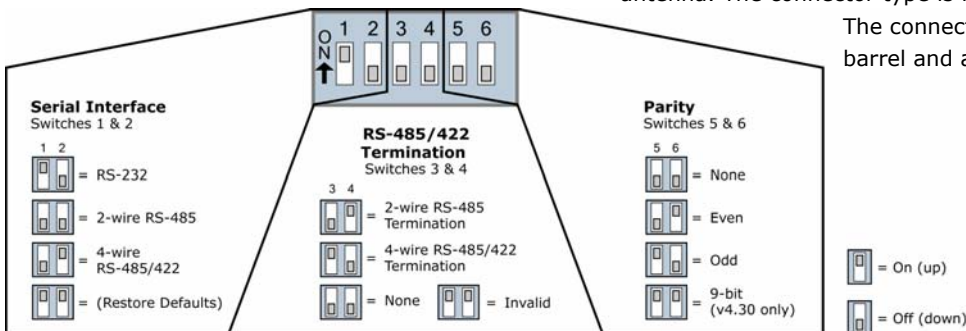 antenna. The connector type is
The connect
barrel and a
O
N
1 2 3 4 5 6
Serial Interface
Switches 1 & 2
1 2
= RS-232
= 2-wire RS-485
= 4-wire
RS-485/422
= (Restore Defaults)
RS-485/422
Termination
Switches 3 & 4
3 4
= 2-wire RS-485
Termination
= 4-wire RS-485/422
Termination
= None
= Invalid
Parity
Switches 5 & 6
5 6
= None
= Even
= Odd
= 9-bit
(v4.30 only)
= On (up)
= Off (down)